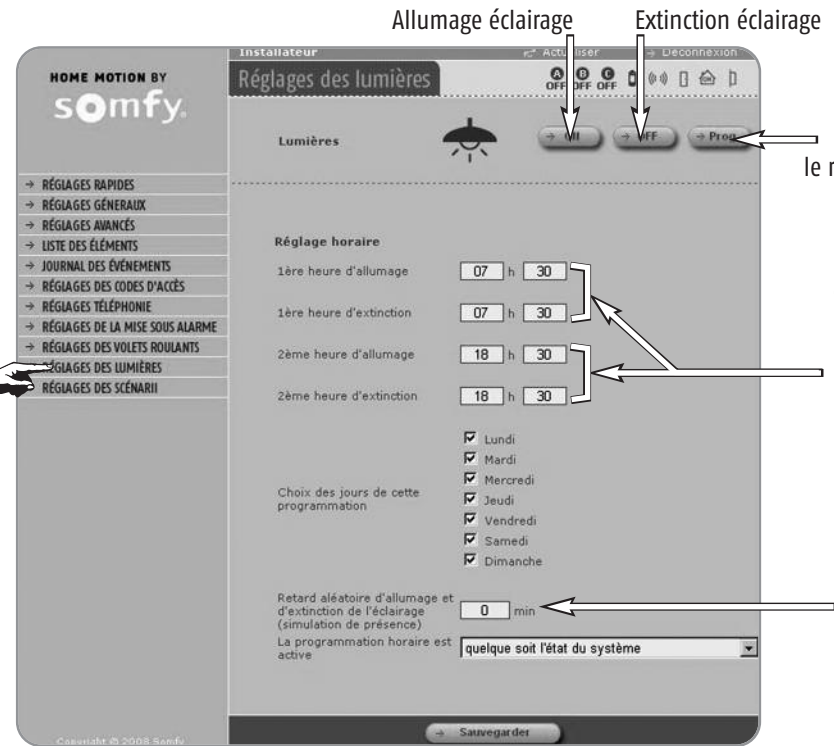 Allumage éclairage Extinction éclairage
Installateur Actualiser → Déconnexion
HOME MOTION BY
somfy.
Réglages des lumières
A B C
OFF OFF OFF
Lumières
→ ON → OFF → Prog
le r
→ RÉGLAGES RAPIDES
→ RÉGLAGES GÉNERAUX
→ RÉGLAGES AVANCÉS
→ LISTE DES ÉLÉMENTS
→ JOURNAL DES ÉVÉNEMENTS
→ RÉGLAGES DES CODES D'ACCÈS
→ RÉGLAGES TÉLÉPHONIE
→ RÉGLAGES DE LA MISE SOUS ALARME
→ RÉGLAGES DES VOLETS ROULANTS
RÉGLAGES DES LUMIÈRES
RÉGLAGES DES SCÉNARII
Réglage horaire
1ère heure d'allumage 07 h 30
1ère heure d'extinction 07 h 30
2ème heure d'allumage 18 h 30
2ème heure d'extinction 18 h 30
Choix des jours de cette
programmation
Lundi
Mardi
Mercredi
Jeudi
Vendredi
Samedi
Dimanche
Retard aléatoire d'allumage et
d'extinction de l'éclairage
(simulation de présence)
0 min
La programmation horaire est
active
quelque soit l'état du système
→ Sauvegarder
Copyright © 2008 Somfy